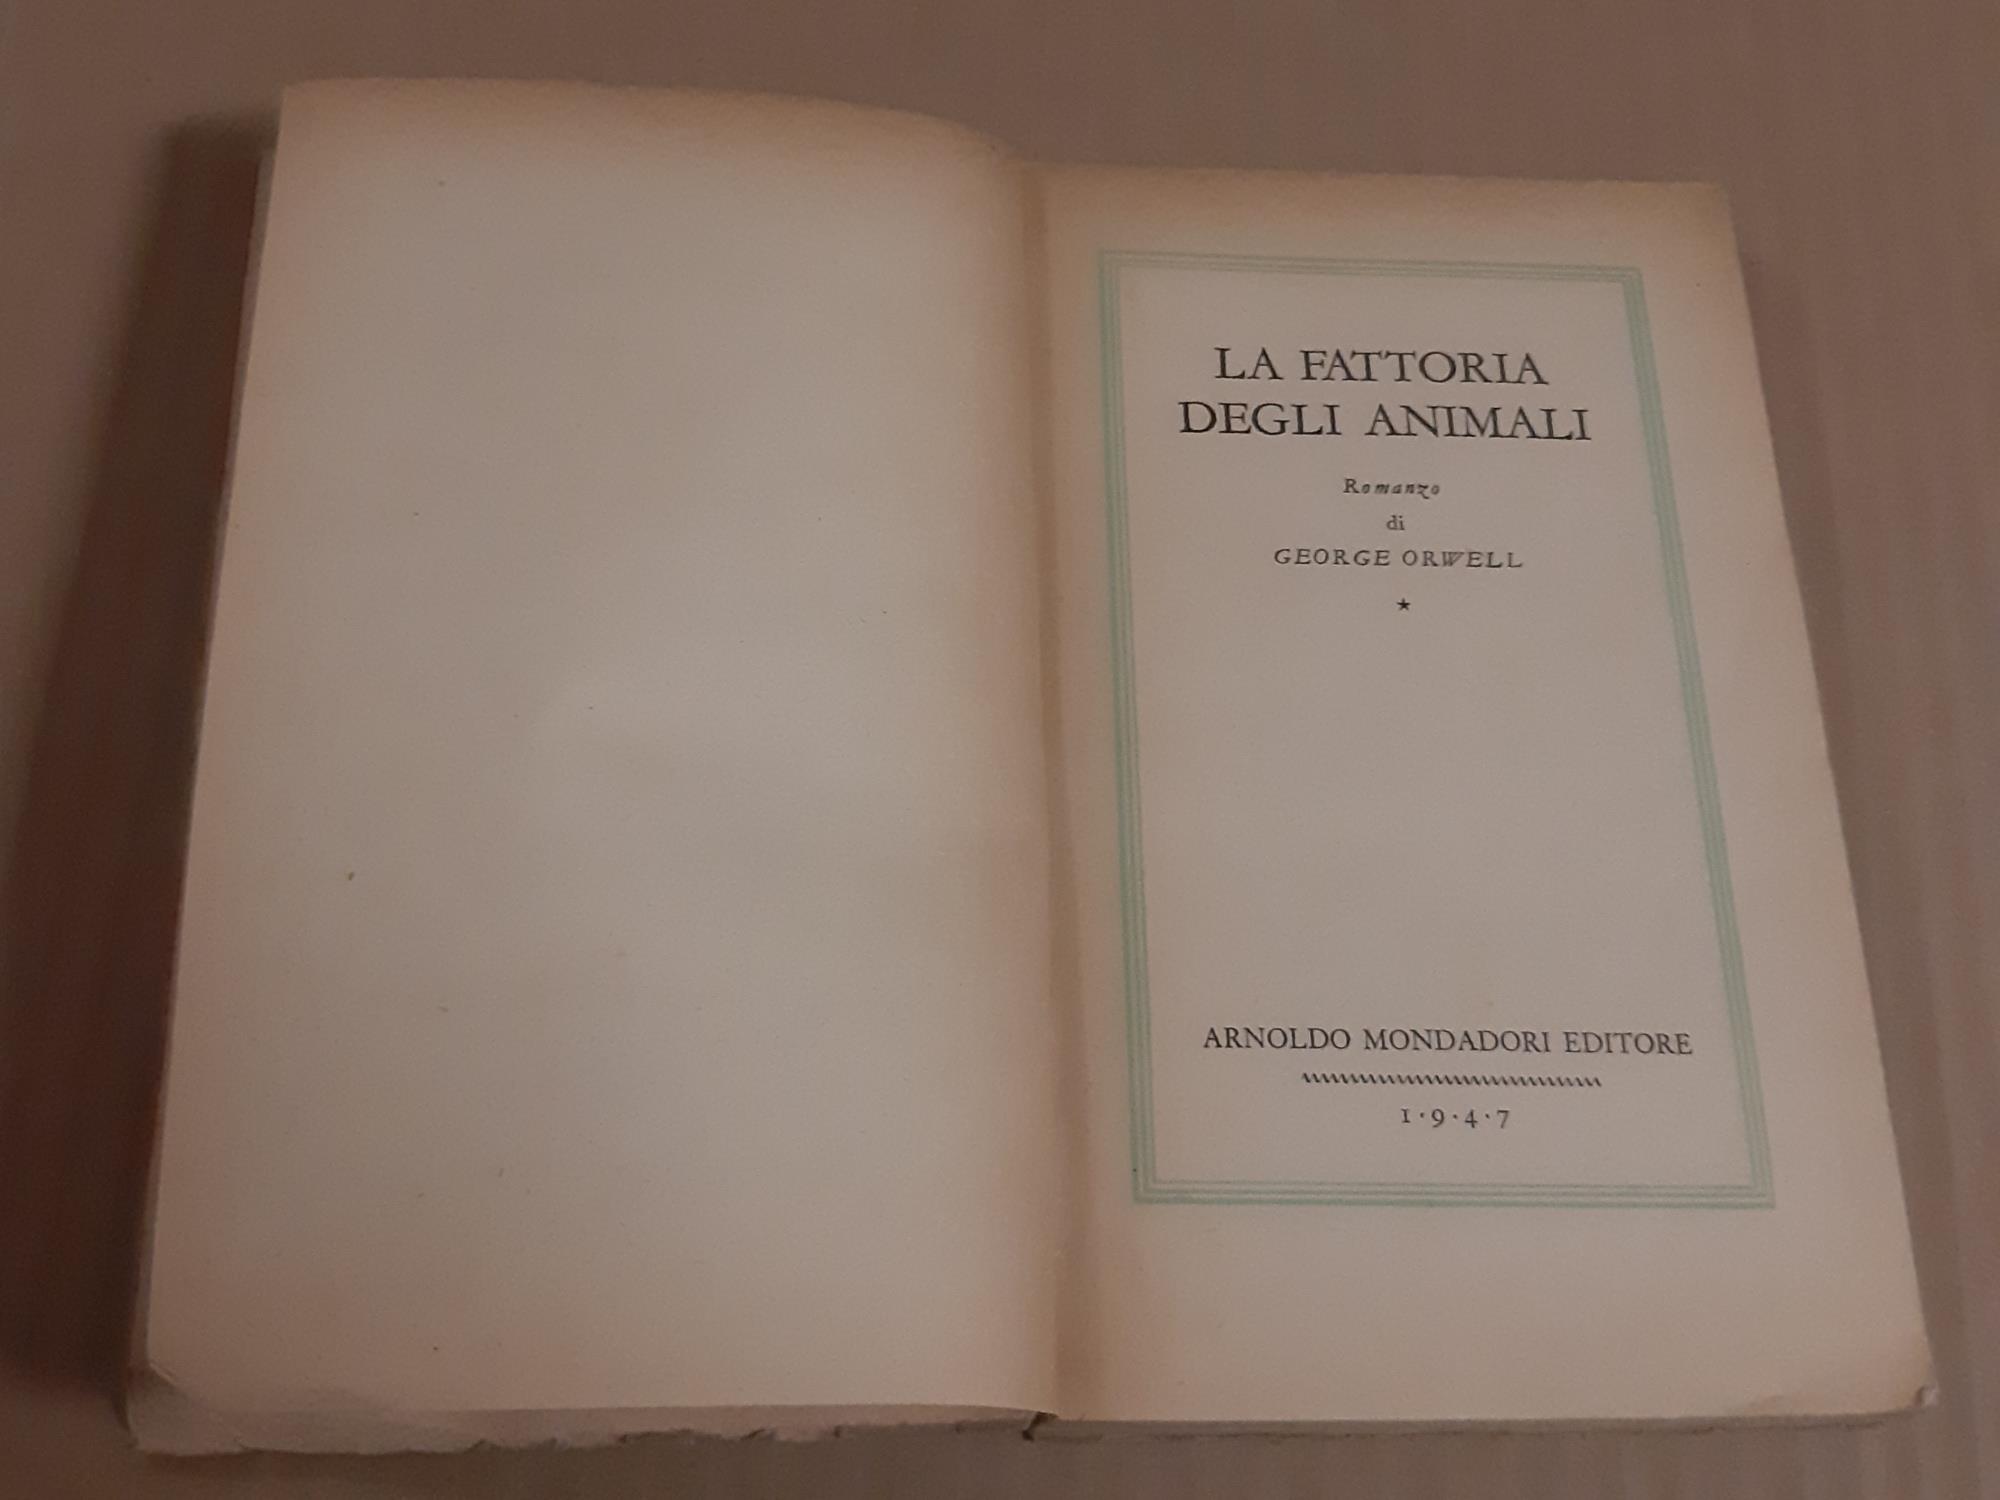 LA FATTORIA
DEGLI ANIMALI
Romanzo
di
GEORGE ORWELL
★
ARNOLDO MONDADORI EDITORE
1·9·4·7